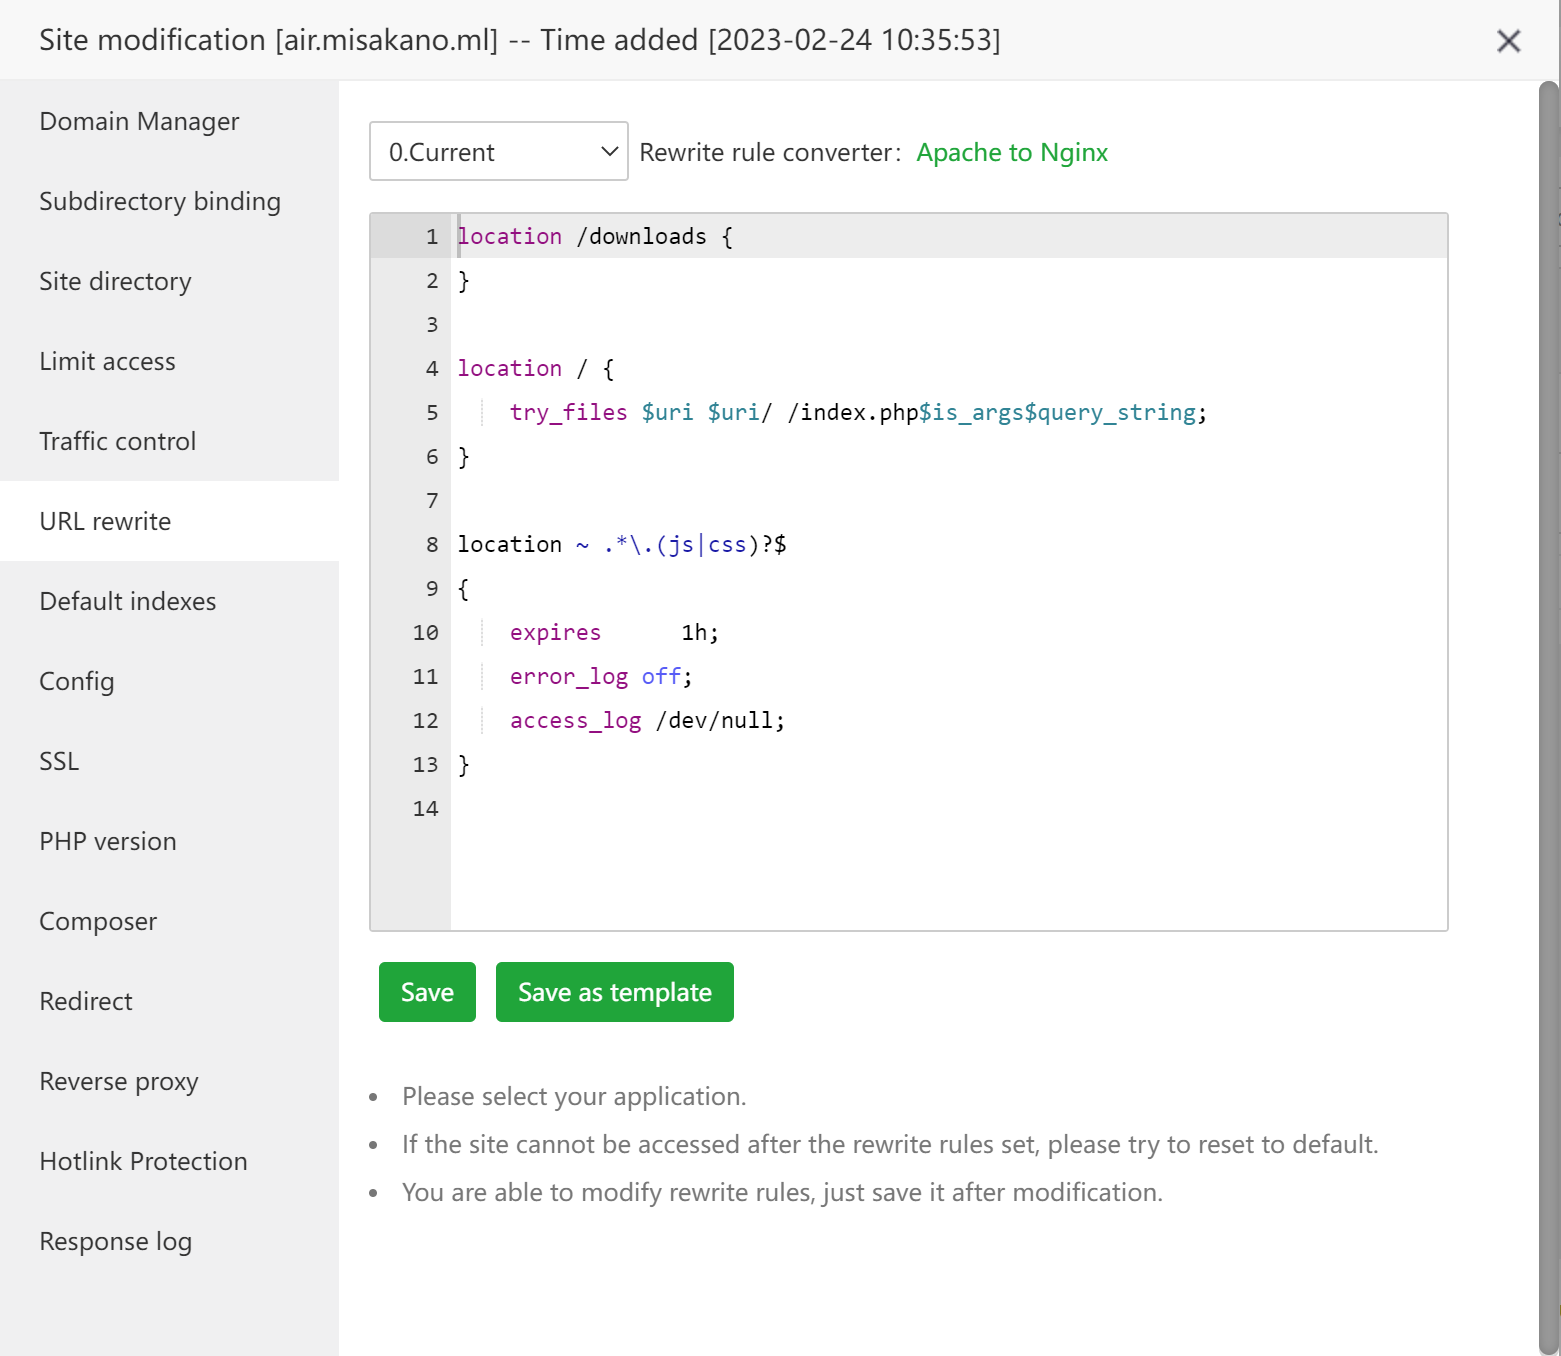 Site modification [air.misakano.ml] -- Time added [2023-02-24 10:35:53]
Domain Manager
Subdirectory binding
Site directory
Limit access
Traffic control
URL rewrite
Default indexes
Config
SSL
PHP version
Composer
Redirect
Reverse proxy
Hotlink Protection
Response log
0.Current
Rewrite rule converter: Apache to Nginx
1 location /downloads {
2 }
3
4 location / {
5     try_files $uri $uri/ /index.php$is_args$query_string;
6 }
7
8 location ~ .*\.(js|css)?$
9 {
10     expires      1h;
11     error_log off;
12     access_log /dev/null;
13 }
14
Save
Save as template
• Please select your application.
• If the site cannot be accessed after the rewrite rules set, please try to reset to default.
• You are able to modify rewrite rules, just save it after modification.